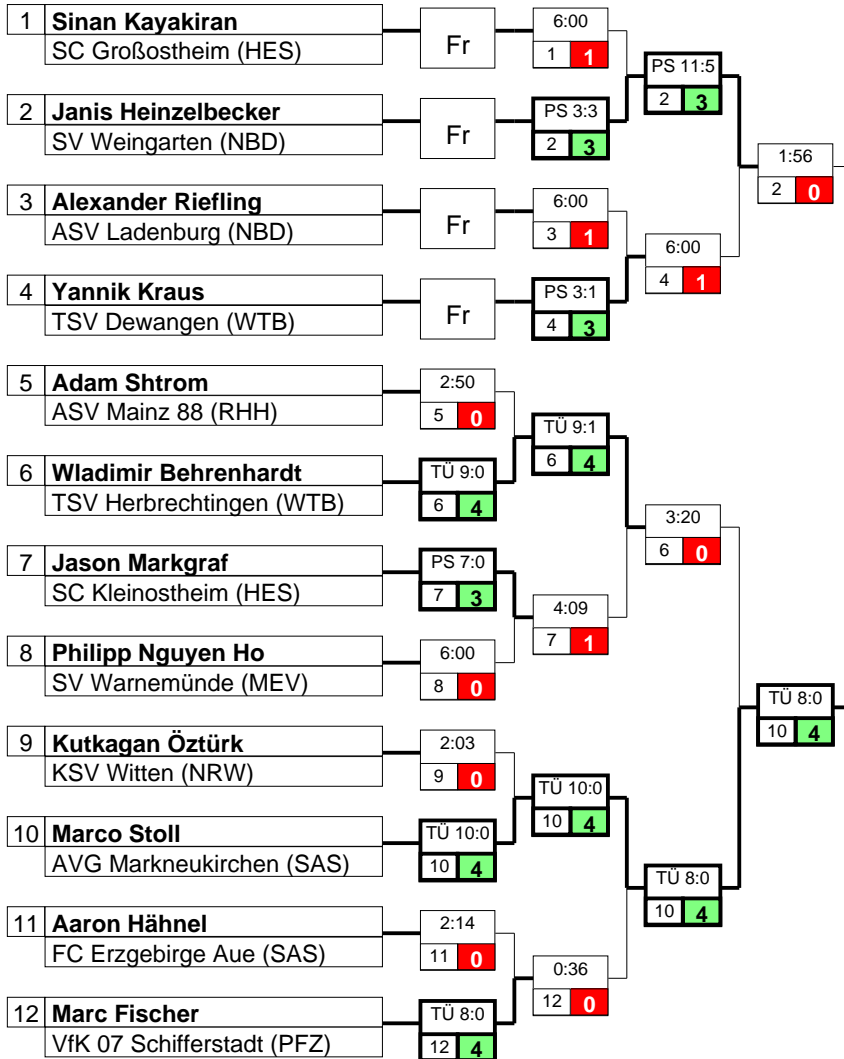 1 Sinan Kayakiran
SC Großostheim (HES)
Fr
6:00
1 1
PS 11:5
2 3
2 Janis Heinzelbecker
SV Weingarten (NBD)
Fr
PS 3:3
2 3
1:56
2 0
3 Alexander Riefling
ASV Ladenburg (NBD)
Fr
6:00
3 1
6:00
4 1
4 Yannik Kraus
TSV Dewangen (WTB)
Fr
PS 3:1
4 3
5 Adam Shtrom
ASV Mainz 88 (RHH)
2:50
5 0
TÜ 9:1
6 4
6 Wladimir Behrenhardt
TSV Herbrechtingen (WTB)
TÜ 9:0
6 4
3:20
6 0
7 Jason Markgraf
SC Kleinostheim (HES)
PS 7:0
7 3
4:09
7 1
8 Philipp Nguyen Ho
SV Warnemünde (MEV)
6:00
8 0
TÜ 8:0
10 4
9 Kutkagan Öztürk
KSV Witten (NRW)
2:03
9 0
TÜ 10:0
10 4
10 Marco Stoll
AVG Markneukirchen (SAS)
TÜ 10:0
10 4
TÜ 8:0
10 4
11 Aaron Hähnel
FC Erzgebirge Aue (SAS)
2:14
11 0
0:36
12 0
12 Marc Fischer
VfK 07 Schifferstadt (PFZ)
TÜ 8:0
12 4